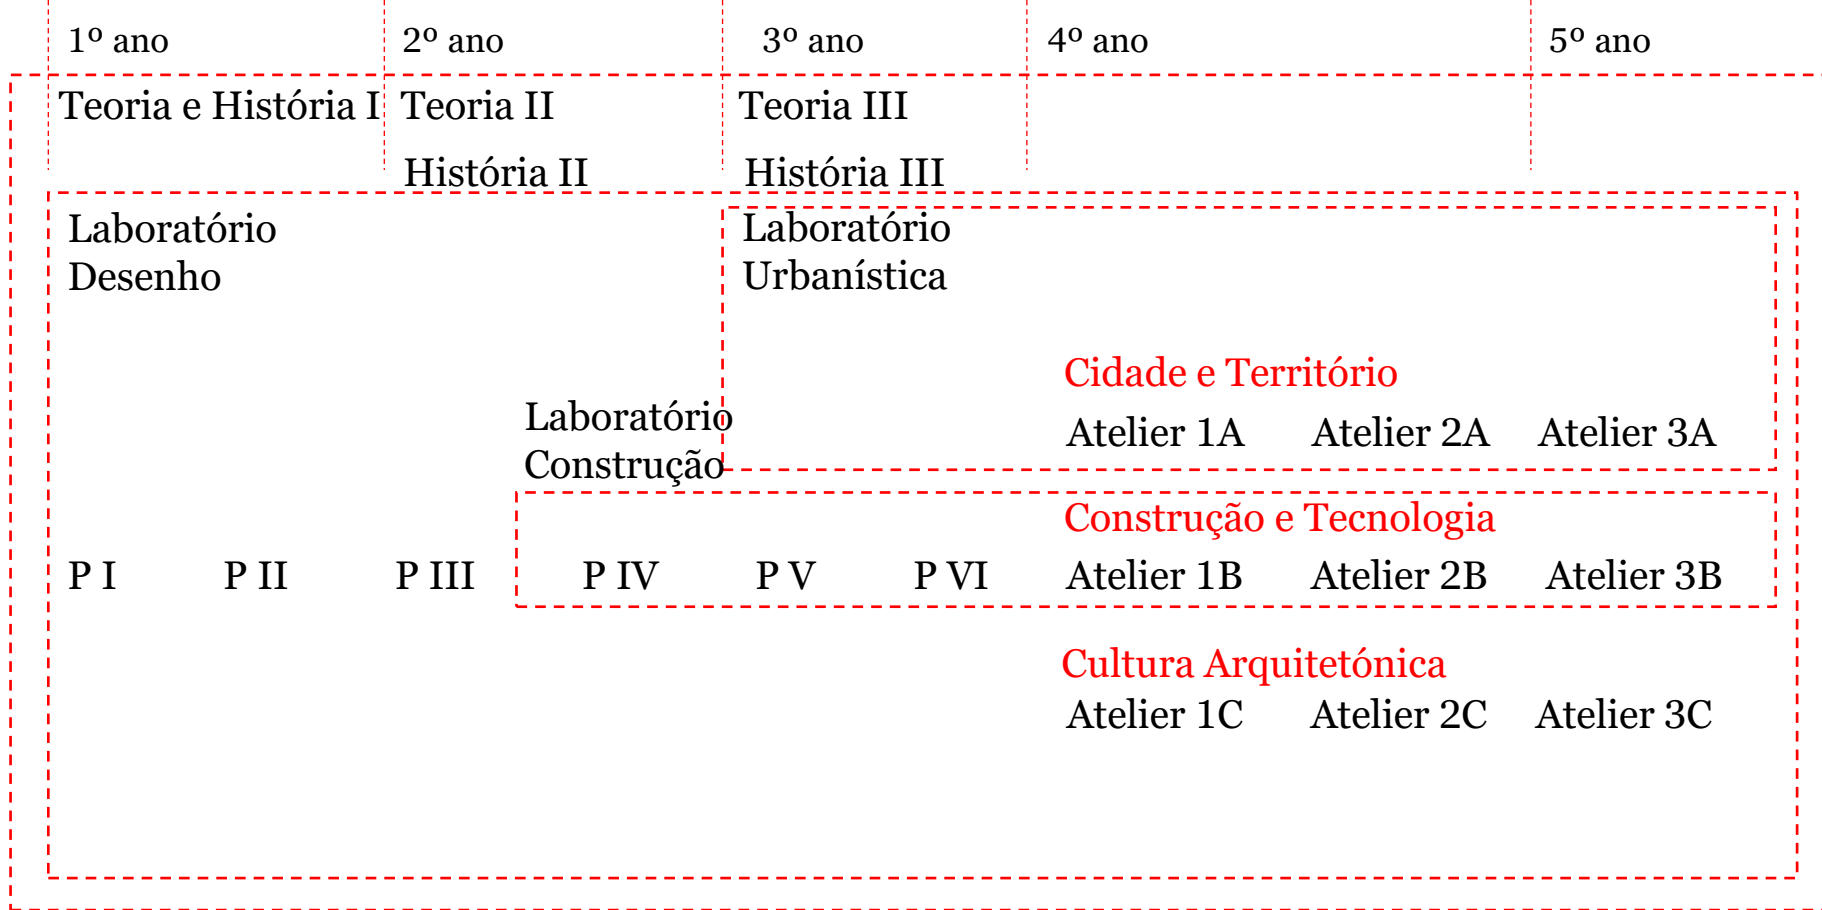 1º ano 2º ano 3º ano 4º ano 5º ano
Teoria e História I Teoria II Teoria III
História II História III
Laboratório
Desenho
Laboratório
Urbanística
Cidade e Território
Laboratório
Construção
Atelier 1A Atelier 2A Atelier 3A
Construção e Tecnologia
P I P II P III P IV P V P VI Atelier 1B Atelier 2B Atelier 3B
Cultura Arquitetónica
Atelier 1C Atelier 2C Atelier 3C